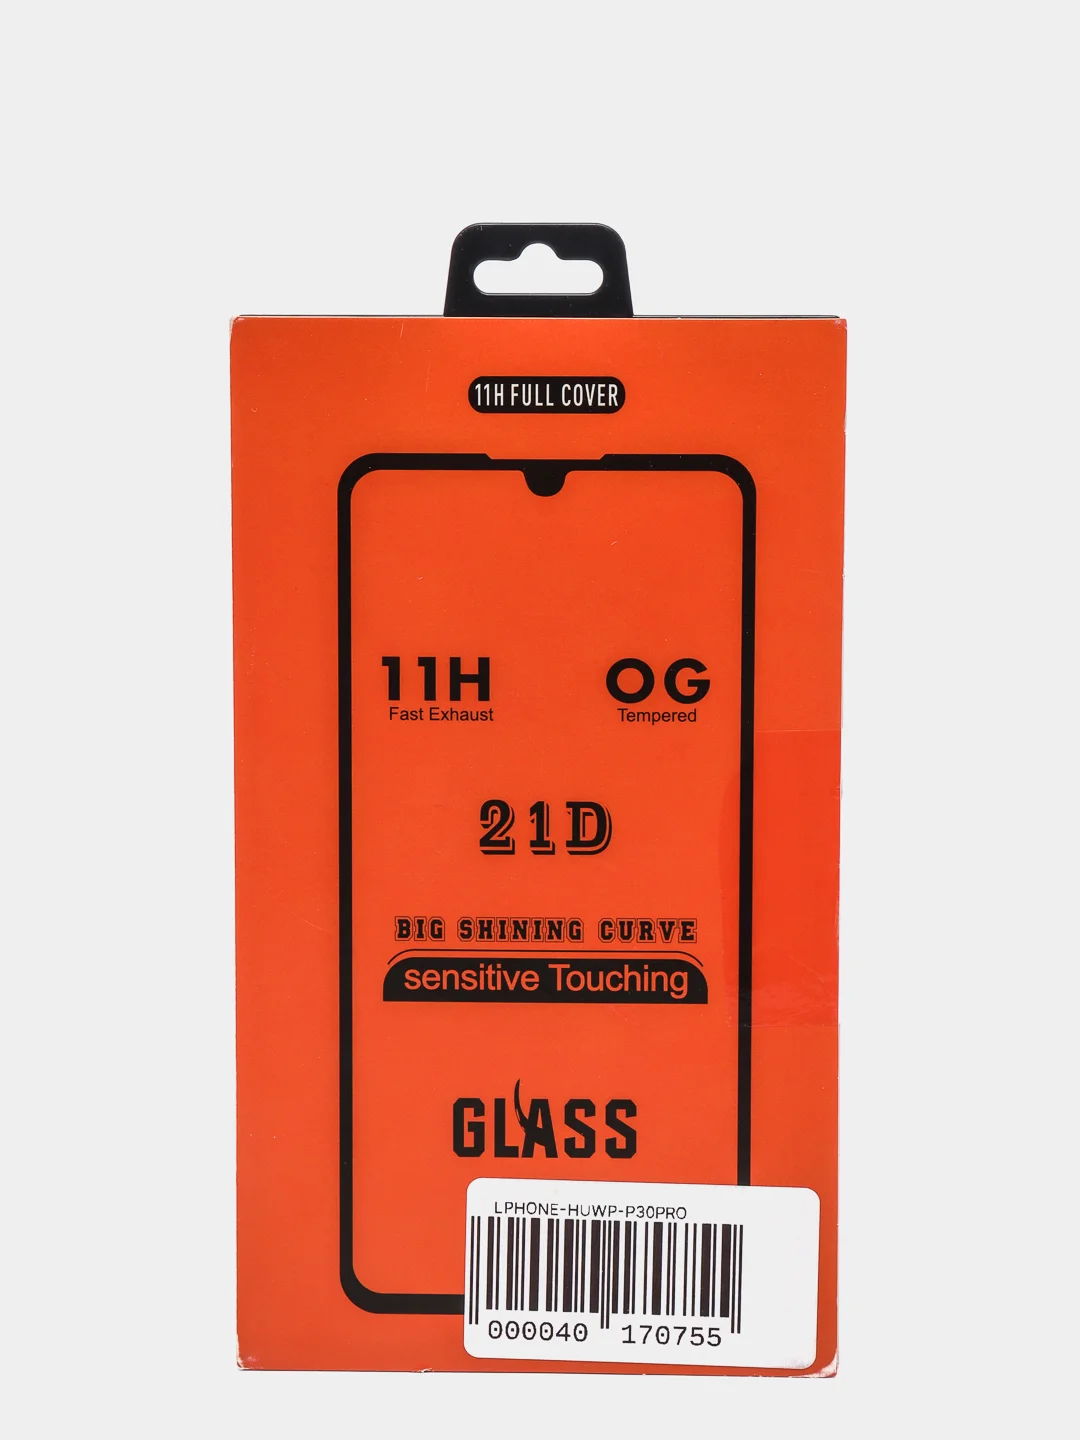 11H FULL COVER
11H OG
Fast Exhaust Tempered
21D
BIG SHINING CURVE
sensitive Touching
GLASS
LPHONE-HUWP-P30PRO
000040 170755